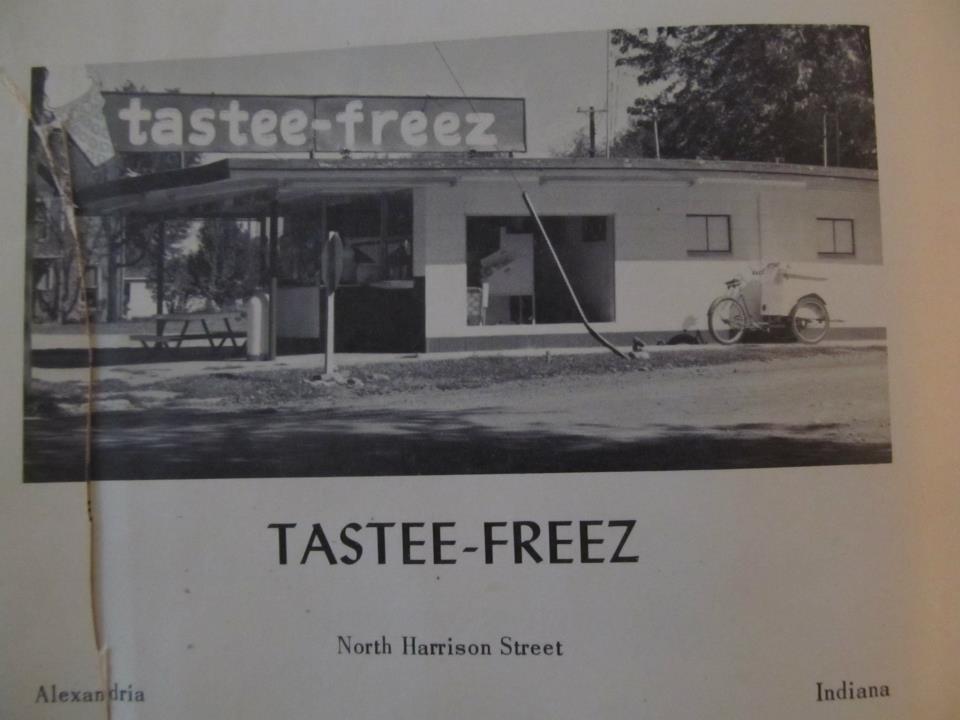 tastee-freez
TASTEE-FREEZ
North Harrison Street
Alexandria
Indiana